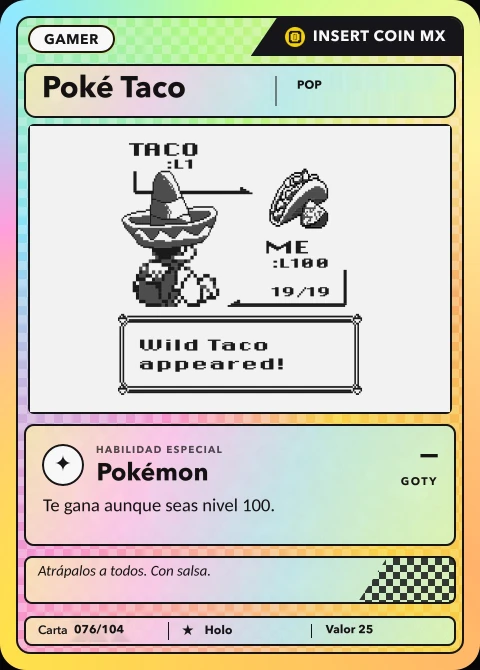 GAMER
INSERT COIN MX
Poké Taco
POP
TACO
:L1
ME
:L100
19/19
Wild Taco
appeared!
HABILIDAD ESPECIAL
Pokémon
—
GOTY
Te gana aunque seas nivel 100.
Atrápalos a todos. Con salsa.
Carta 076/104
★ Holo
Valor 25